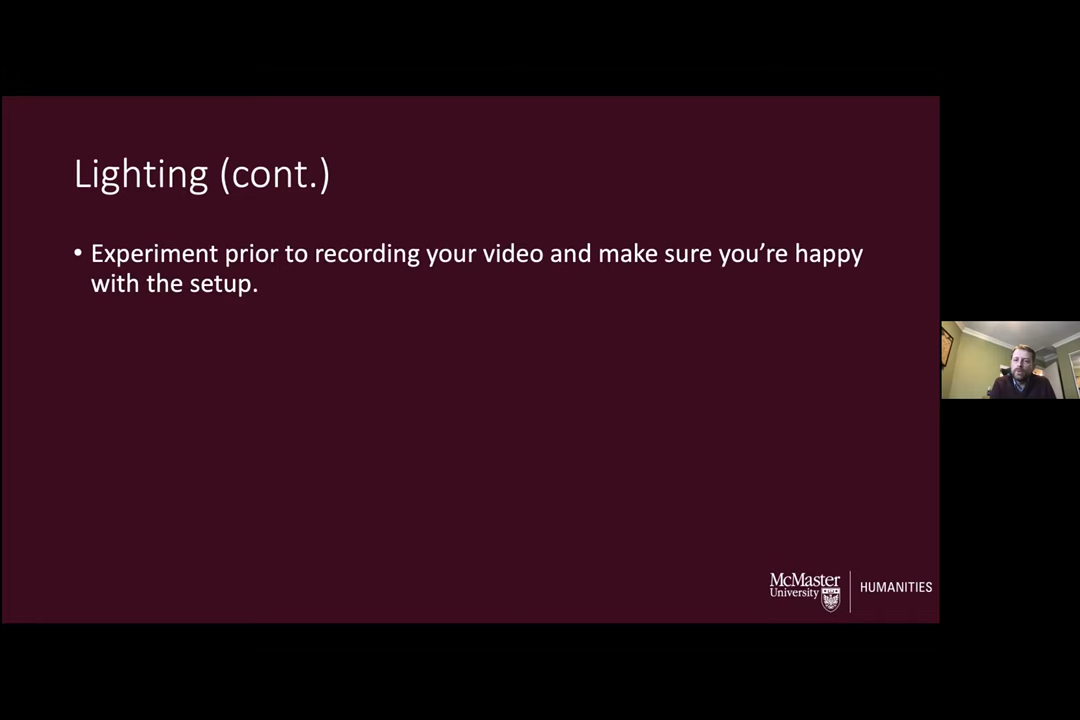 Lighting (cont.)
• Experiment prior to recording your video and make sure you’re happy
with the setup.
McMaster
University
HUMANITIES